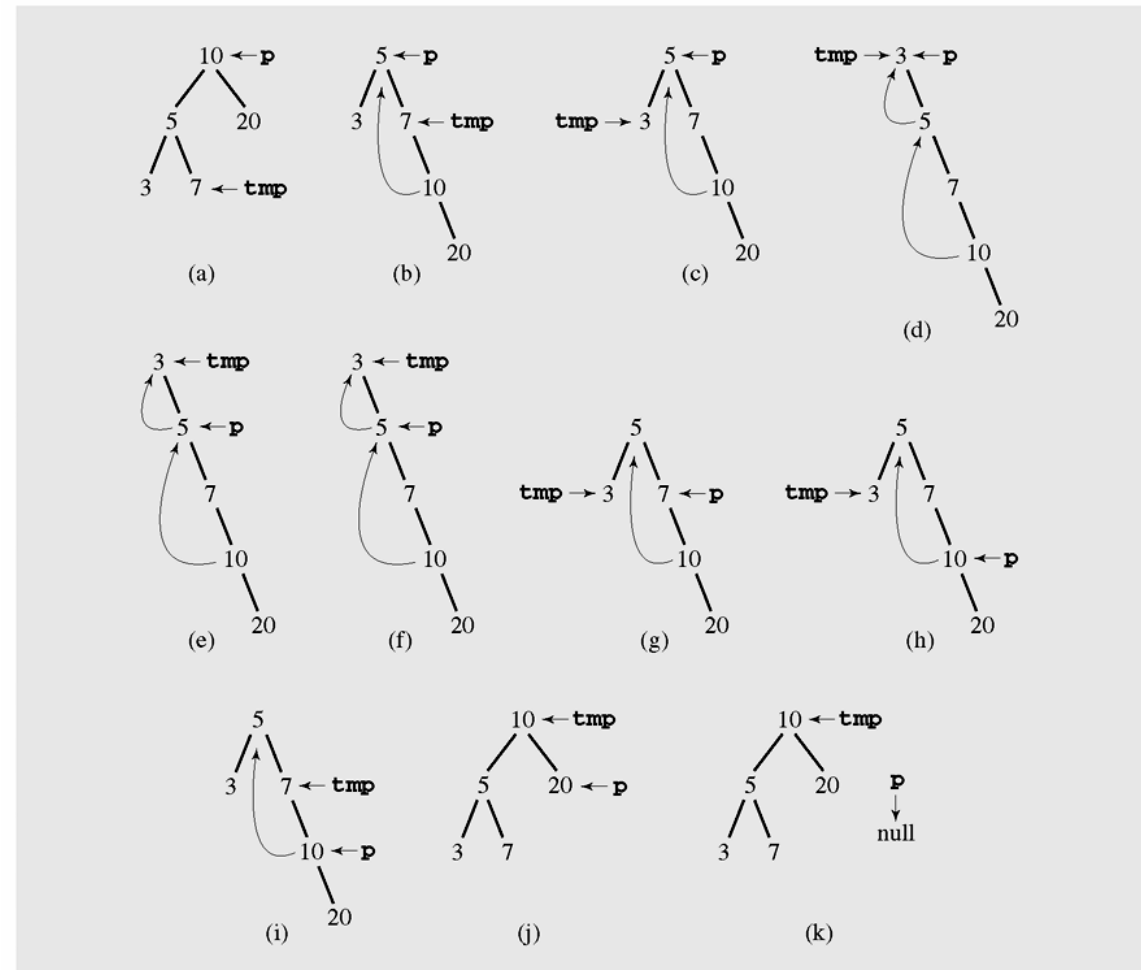 10 ← p 5 ← p 5 ← p tmp → 3 ← p
5 20 3 7 ← tmp tmp → 3 7 5
3 7 ← tmp 10 10 7
20 20 10
(a) (b) (c)
20
(d)
3 ← tmp 3 ← tmp
5 ← p 5 ← p 5 5
7 7 tmp → 3 7 ← p tmp → 3 7
10 10 10 10 ← p
20 20 20 20
(e) (f) (g) (h)
5 10 ← tmp 10 ← tmp
3 7 ← tmp 5 20 ← p 5 20 p
null
10 ← p 3 7 3 7
20
(i) (j) (k)